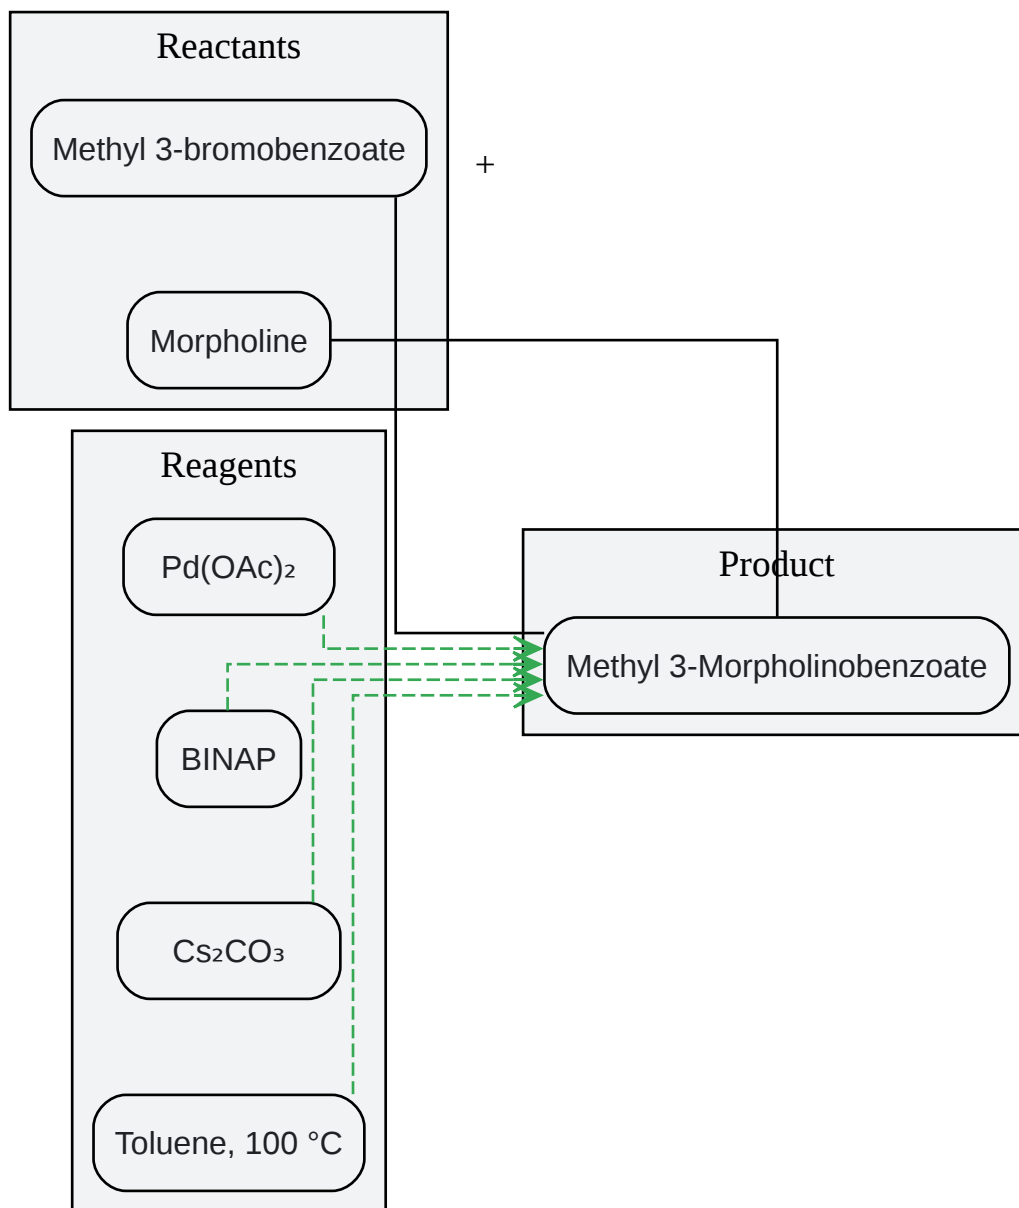 Reactants
Methyl 3-bromobenzoate
+
Morpholine
Reagents
Pd(OAc)₂
BINAP
Cs₂CO₃
Toluene, 100 °C
Product
Methyl 3-Morpholinobenzoate